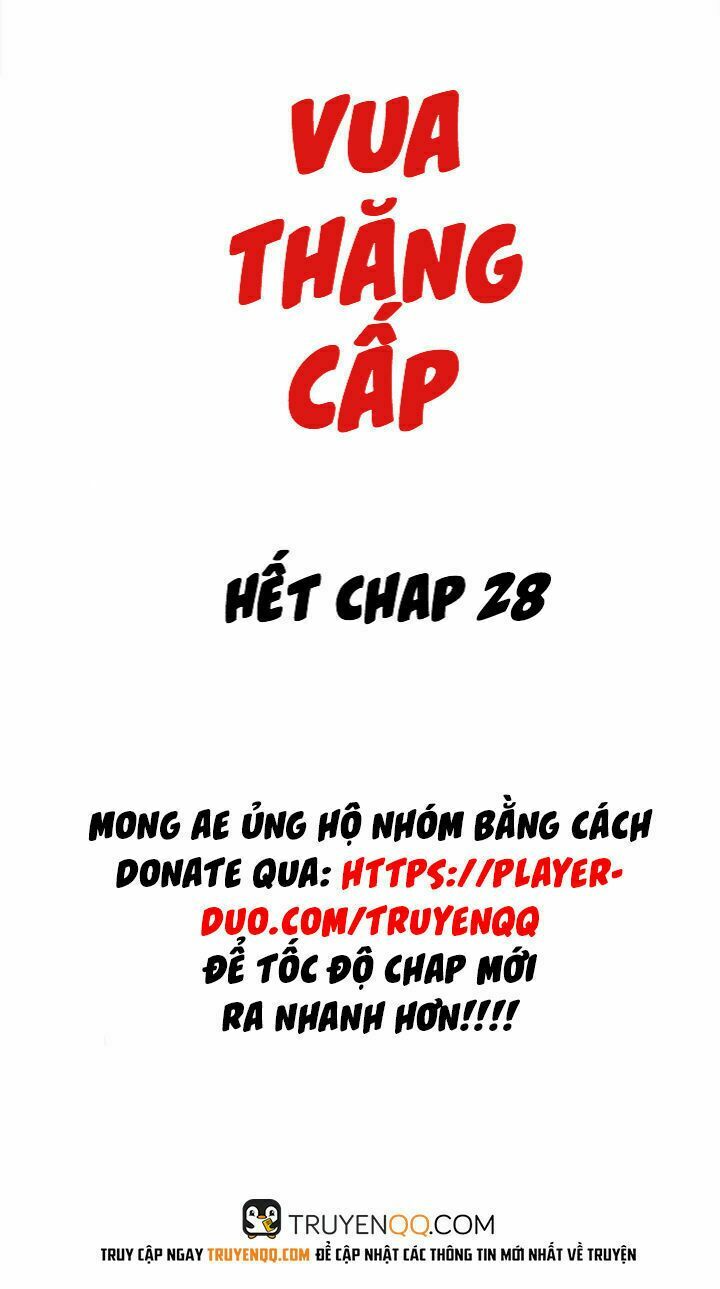 VUA
THĂNG
CẤP
HẾT CHAP 28
MONG AE ỦNG HỘ NHÓM BẰNG CÁCH
DONATE QUA: HTTPS://PLAYER-
DUO.COM/TRUYENQQ
ĐỂ TỐC ĐỘ CHAP MỚI
RA NHANH HƠN!!!!
TRUYENQQ.COM
TRUY CẬP NGAY TRUYENQQ.COM ĐỂ CẬP NHẬT CÁC THÔNG TIN MỚI NHẤT VỀ TRUYỆN